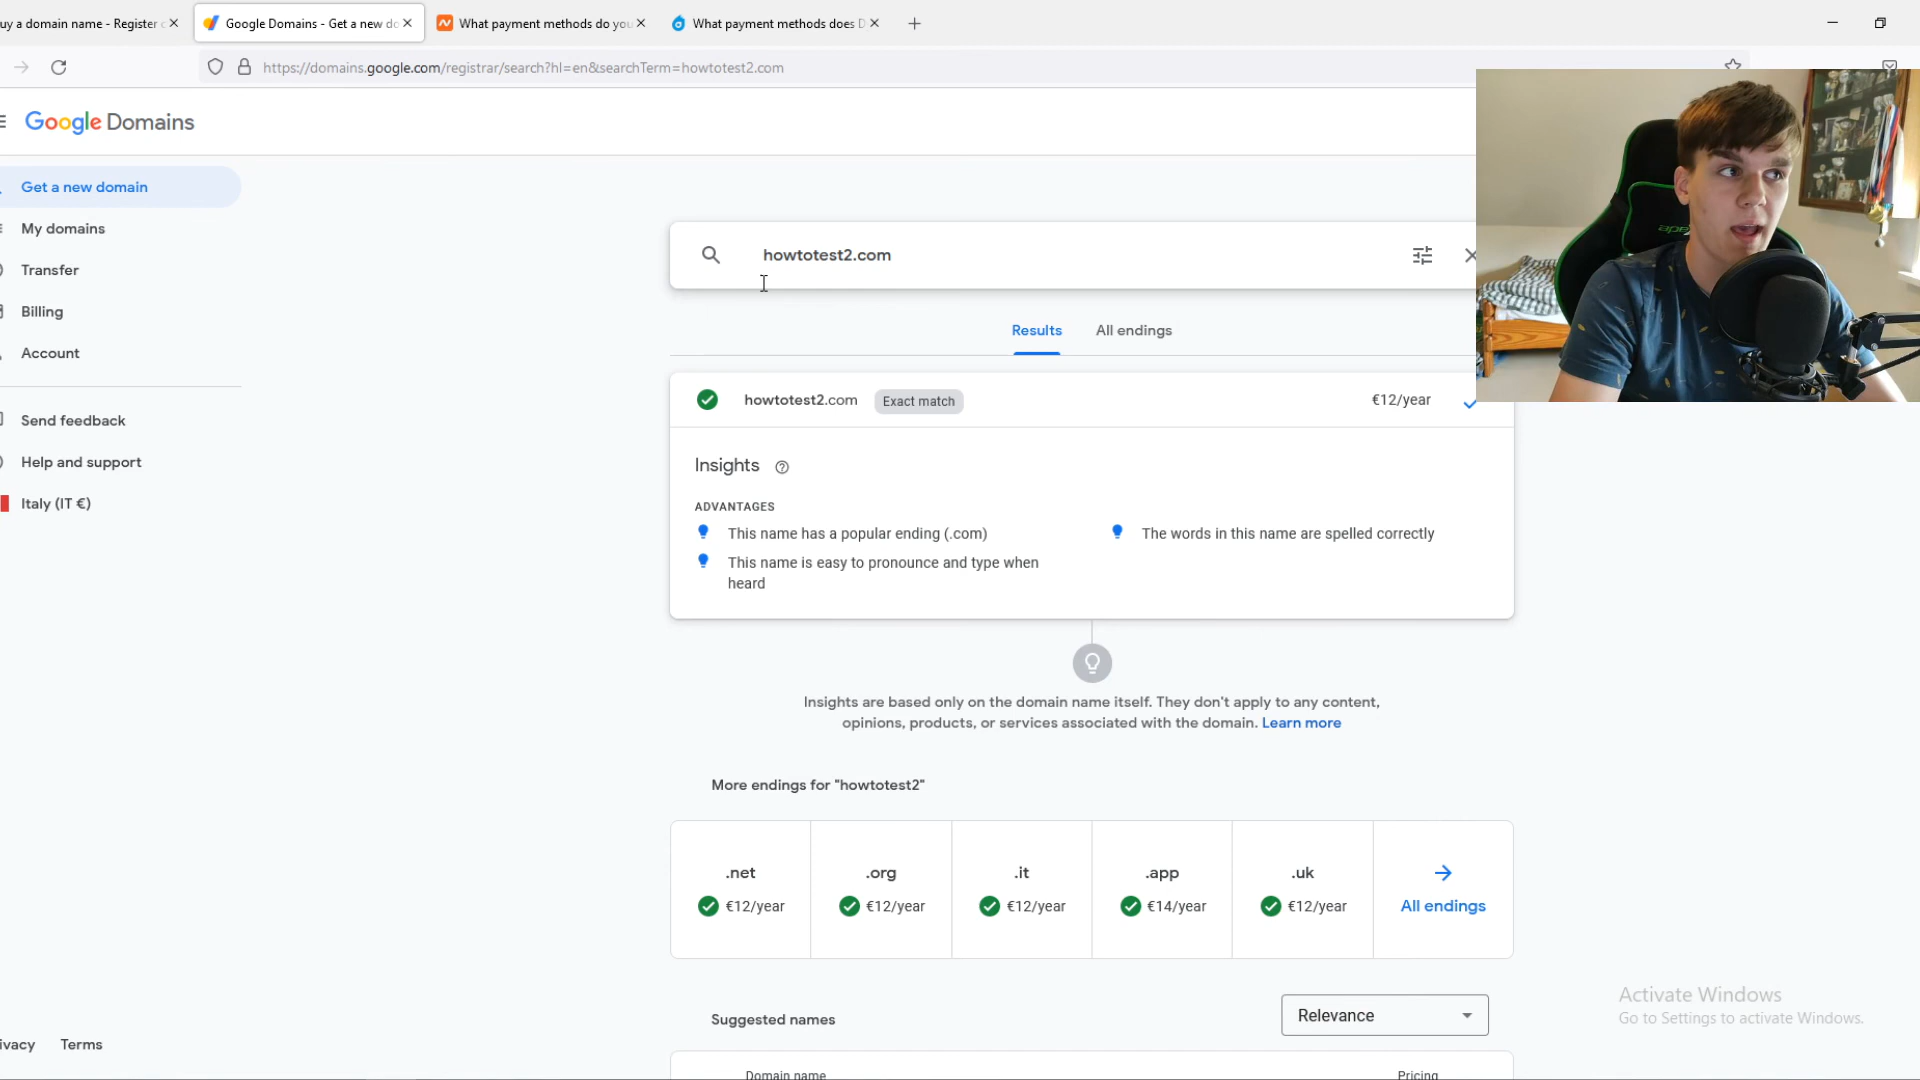 uy a domain name - Register
Google Domains - Get a new do
What payment methods do you
What payment methods does D
https://domains.google.com/registrar/search?hl=en&searchTerm=howtotest2.com
Google Domains
Get a new domain
My domains
Transfer
Billing
Account
Send feedback
Help and support
Italy (IT €)
howtotest2.com
Results
All endings
howtotest2.com
Exact match
€12/year
Insights
ADVANTAGES
This name has a popular ending (.com)
The words in this name are spelled correctly
This name is easy to pronounce and type when
heard
Insights are based only on the domain name itself. They don't apply to any content,
opinions, products, or services associated with the domain. Learn more
More endings for "howtotest2"
.net
€12/year
.org
€12/year
.it
€12/year
.app
€14/year
.uk
€12/year
All endings
Suggested names
Relevance
Domain name
Pricing
ivacy
Terms
Activate Windows
Go to Settings to activate Windows.